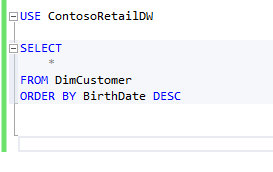 USE ContosoRetailDW
SELECT
*
FROM DimCustomer
ORDER BY BirthDate DESC